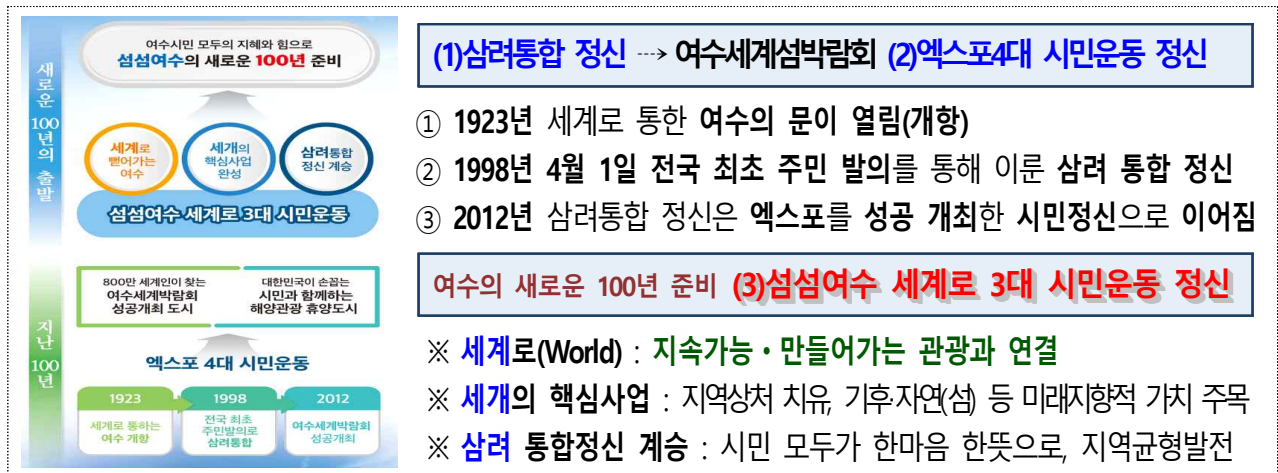 새로운 100년의 출발
여수시민 모두의 지혜와 힘으로
섬섬여수의 새로운 100년 준비
세계로
뻗어가는
여수
세개의
핵심사업
완성
삼려통합
정신 계승
섬섬여수 세계로 3대 시민운동
지난 100년
800만 세계인이 찾는
여수세계박람회
성공개최 도시
대한민국이 손꼽는
시민과 함께하는
해양관광 휴양도시
엑스포 4대 시민운동
1923
1998
2012
세계로 통하는
여수 개항
전국 최초
주민발의로
삼려통합
여수세계박람회
성공개최
(1)삼려통합 정신 ┈> 여수세계섬박람회 (2)엑스포4대 시민운동 정신
① 1923년 세계로 통한 여수의 문이 열림(개항)
② 1998년 4월 1일 전국 최초 주민 발의를 통해 이룬 삼려 통합 정신
③ 2012년 삼려통합 정신은 엑스포를 성공 개최한 시민정신으로 이어짐
여수의 새로운 100년 준비 (3)섬섬여수 세계로 3대 시민운동 정신
※ 세계로(World) : 지속가능・만들어가는 관광과 연결
※ 세개의 핵심사업 : 지역상처 치유, 기후·자연(섬) 등 미래지향적 가치 주목
※ 삼려 통합정신 계승 : 시민 모두가 한마음 한뜻으로, 지역균형발전